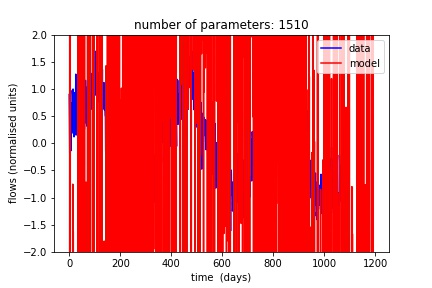 number of parameters: 1510
data
model
flows (normalised units)
2.0
1.5
1.0
0.5
0.0
−0.5
−1.0
−1.5
−2.0
0 200 400 600 800 1000 1200
time (days)